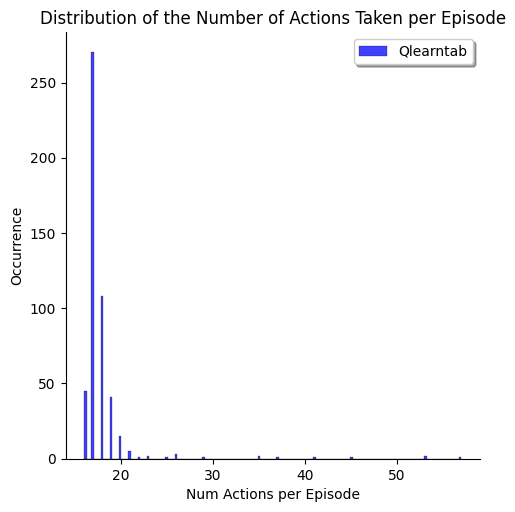 Distribution of the Number of Actions Taken per Episode
Qlearntab
Occurrence
250
200
150
100
50
0
20
30
40
50
Num Actions per Episode